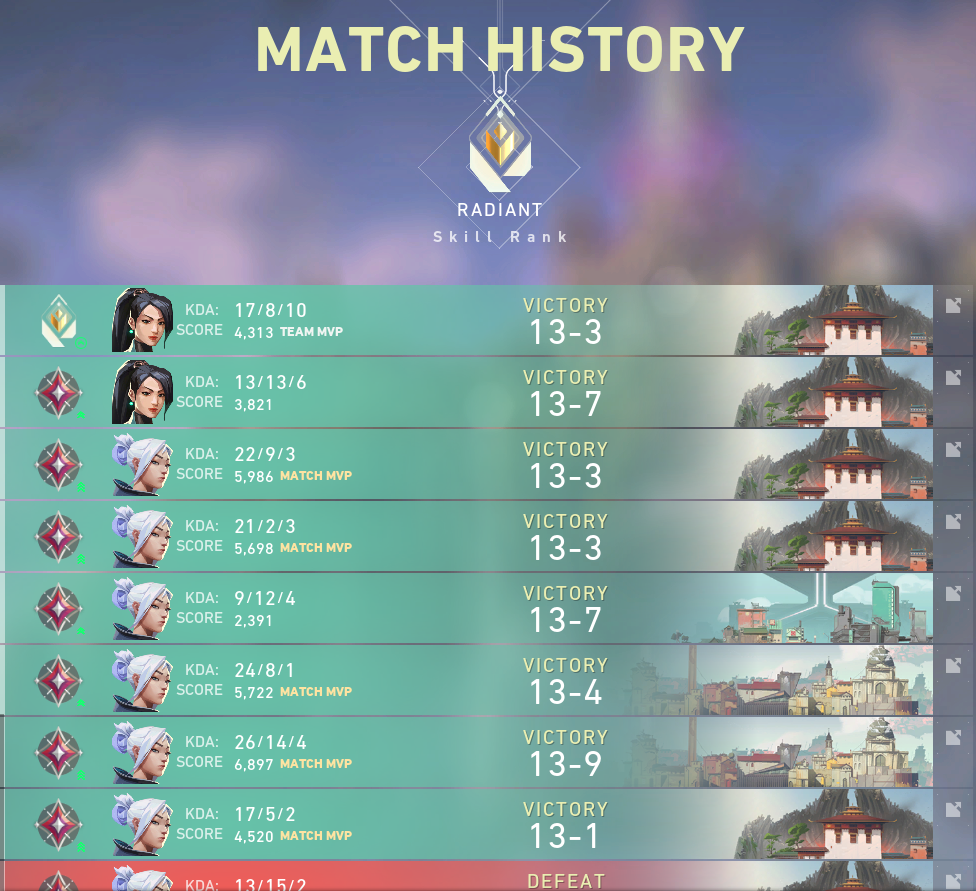 MATCH HISTORY
RADIANT
Skill Rank
KDA: 17/8/10
SCORE 4,313 TEAM MVP
VICTORY
13-3
KDA: 13/13/6
SCORE 3,821
VICTORY
13-7
KDA: 22/9/3
SCORE 5,986 MATCH MVP
VICTORY
13-3
KDA: 21/2/3
SCORE 5,698 MATCH MVP
VICTORY
13-3
KDA: 9/12/4
SCORE 2,391
VICTORY
13-7
KDA: 24/8/1
SCORE 5,722 MATCH MVP
VICTORY
13-4
KDA: 26/14/4
SCORE 6,897 MATCH MVP
VICTORY
13-9
KDA: 17/5/2
SCORE 4,520 MATCH MVP
VICTORY
13-1
KDA: 13/15/2
DEFEAT